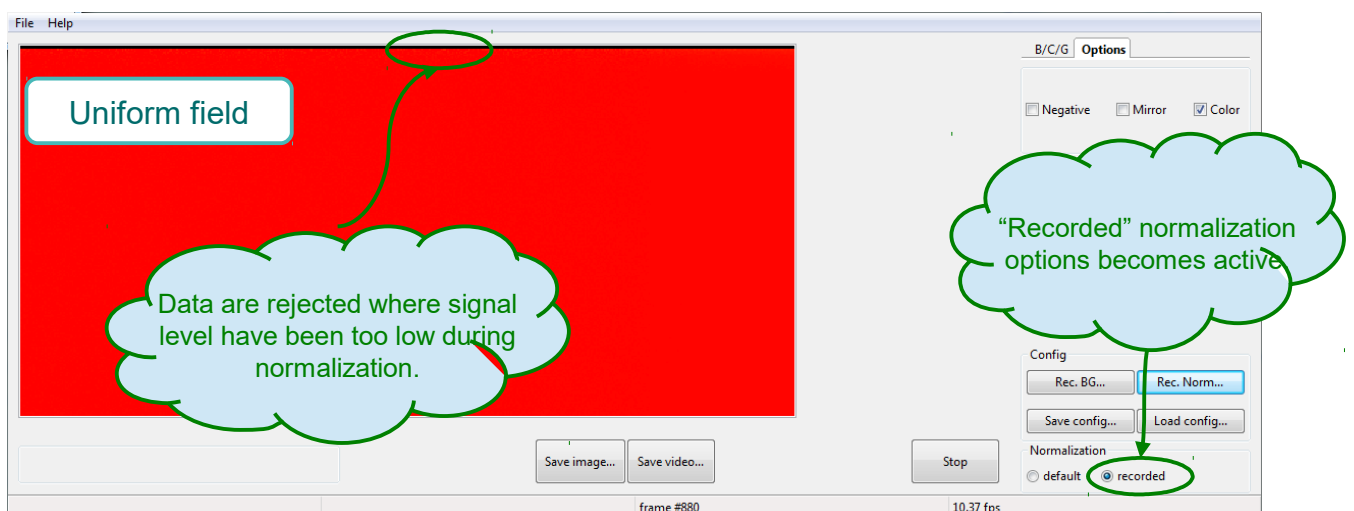 File Help
B/C/G Options
Uniform field
Negative Mirror Color
“Recorded” normalization
options becomes active
Data are rejected where signal
level have been too low during
normalization.
Config
Rec. BG... Rec. Norm...
Save config... Load config...
Save image... Save video... Stop
Normalization
default recorded
frame #880 10.37 fps